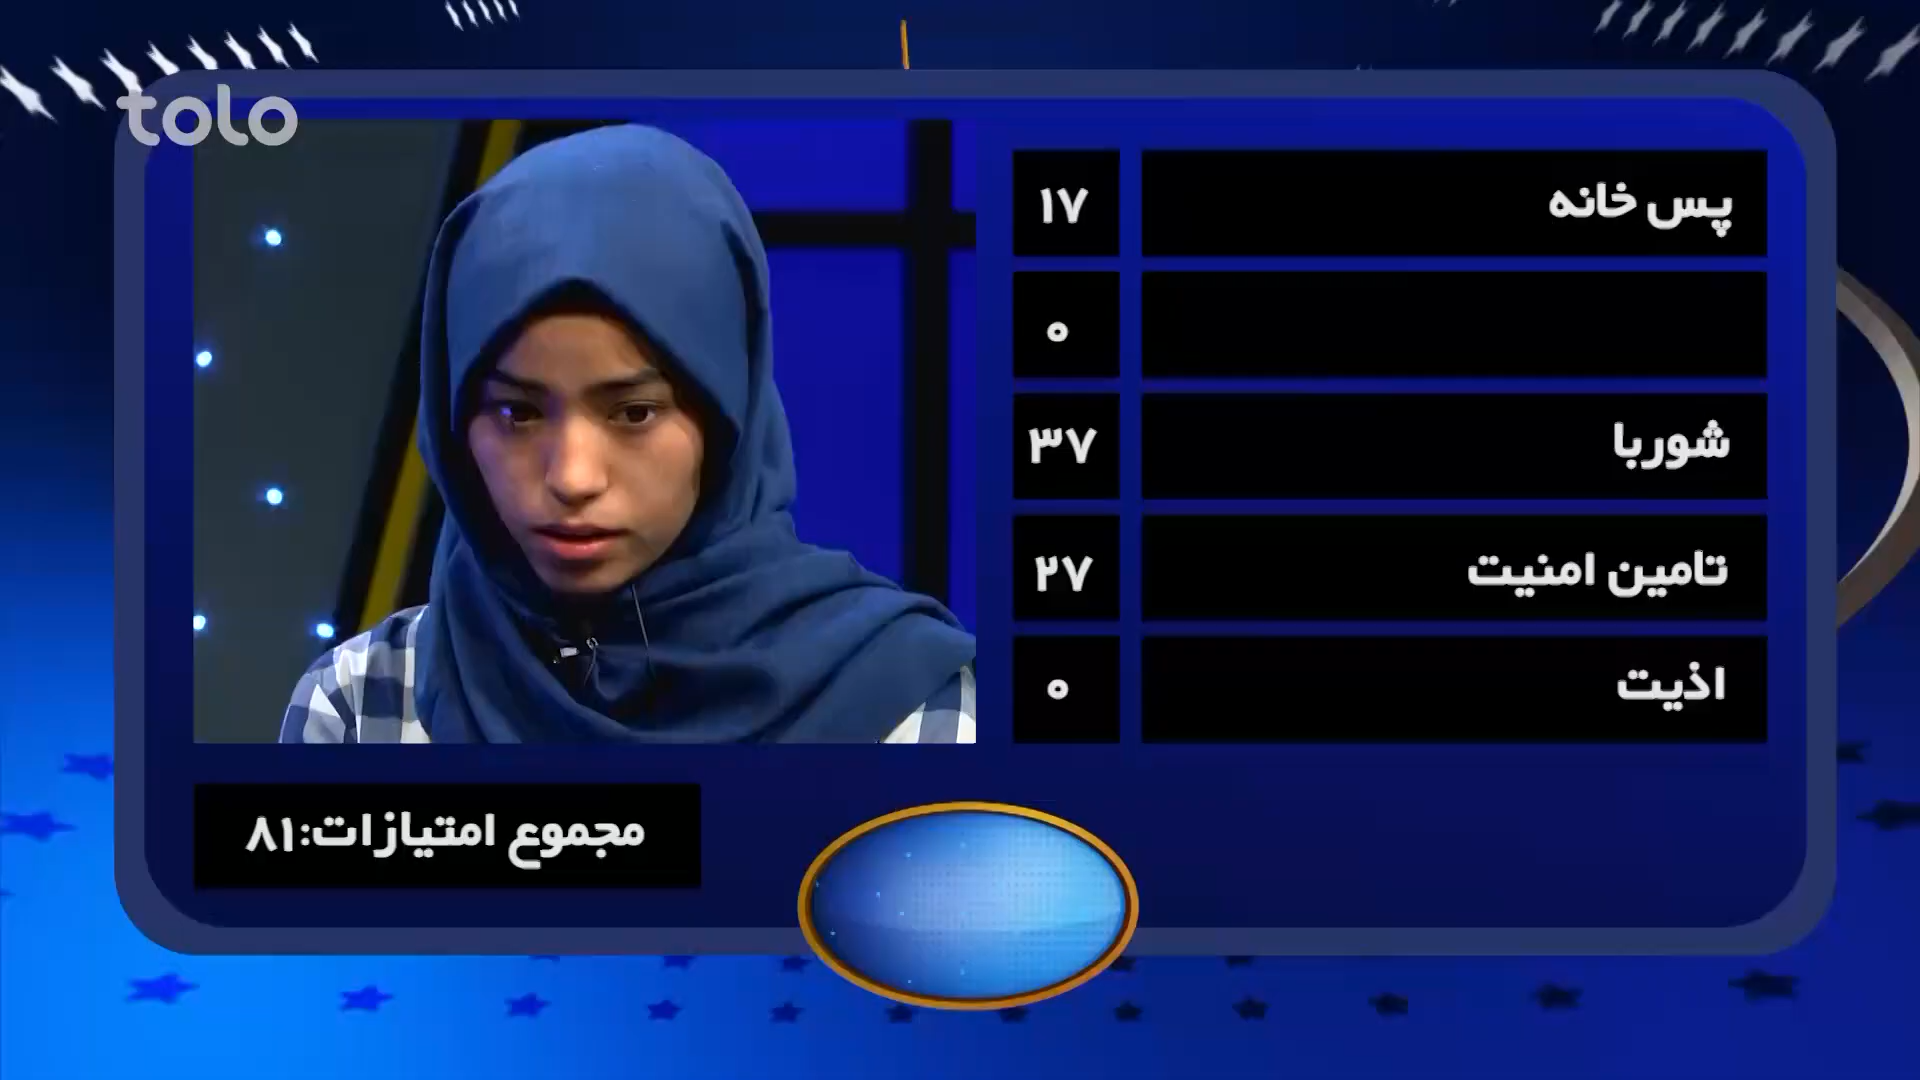 tolo
پس خانه ۱۷
۰
شوربا ۳۷
تامین امنیت ۲۷
اذیت ۰
مجموع امتیازات:۸۱